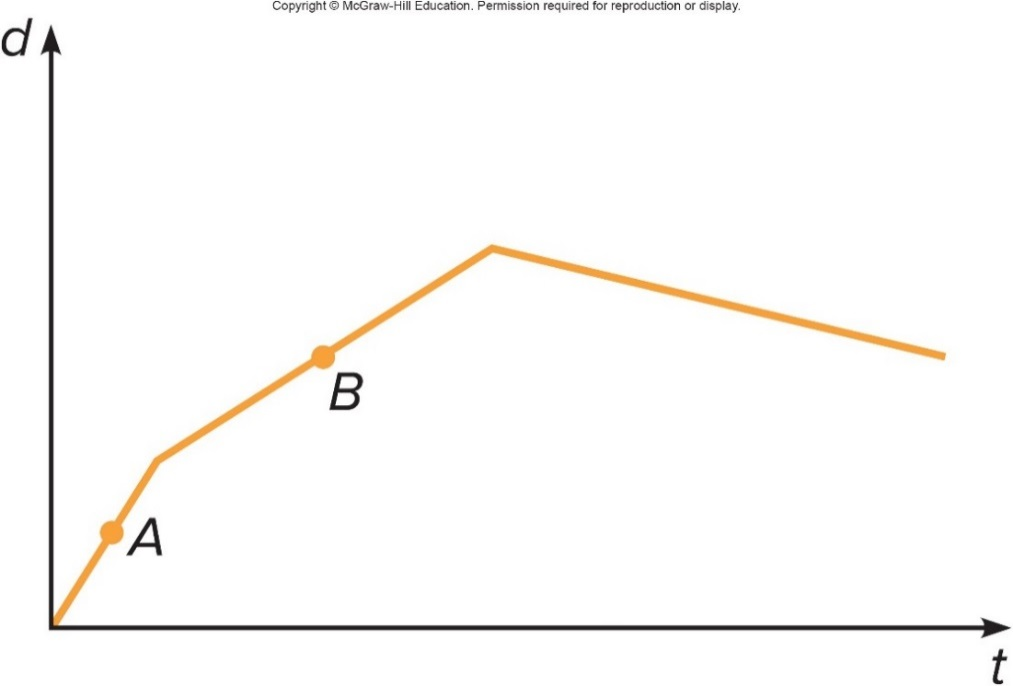 Copyright © McGraw-Hill Education. Permission required for reproduction or display.
d
B
A
t